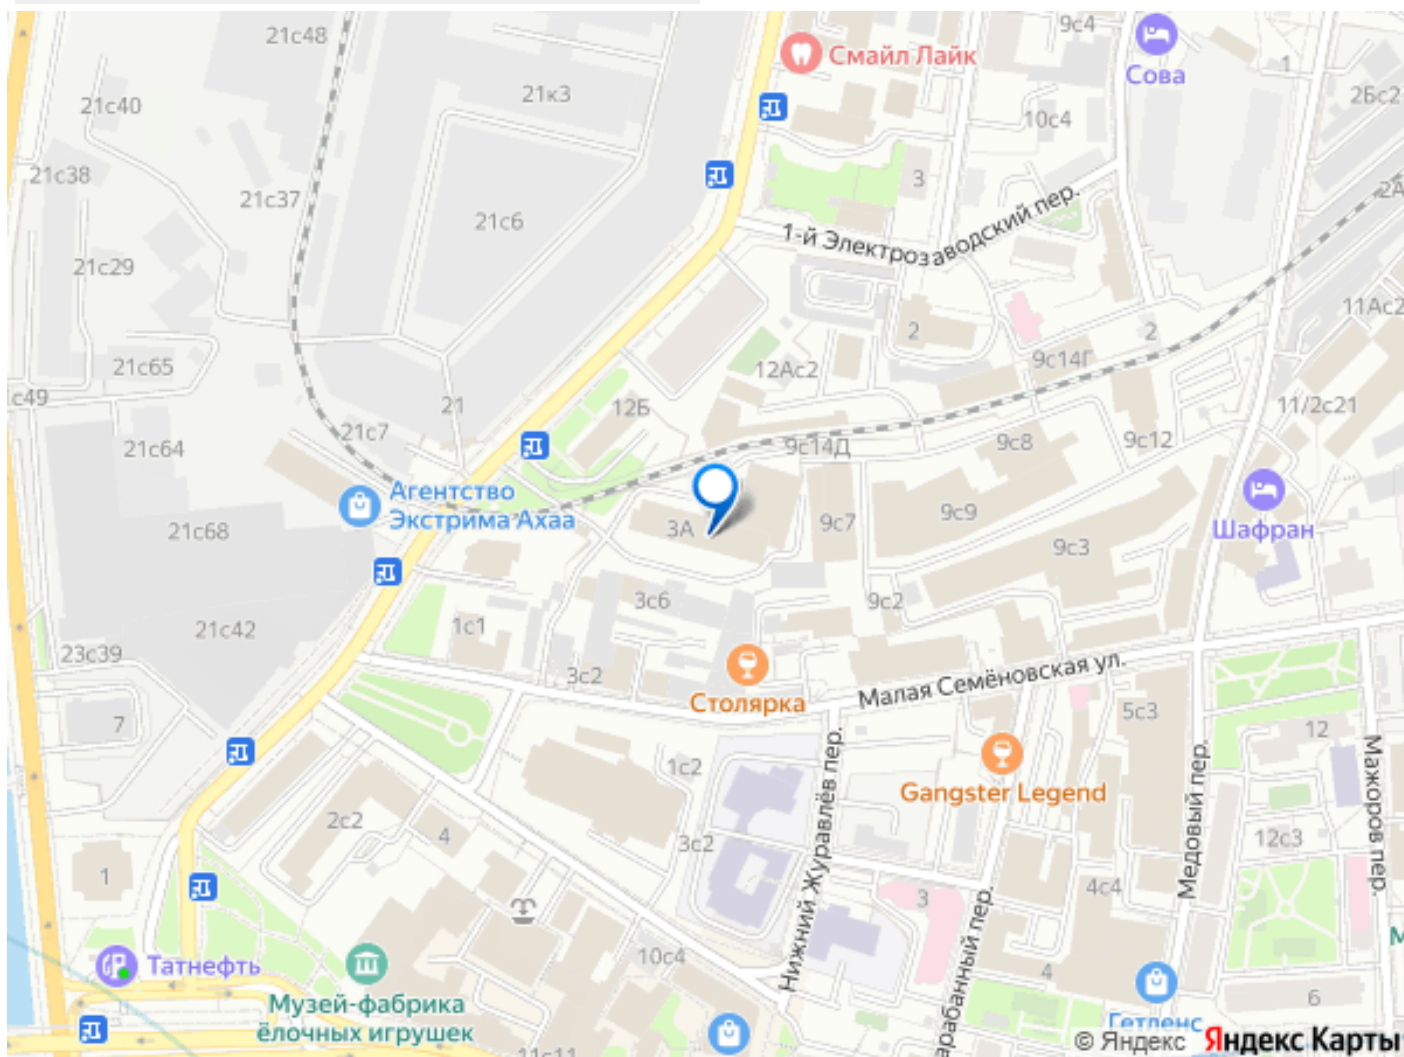 21с48
9с4
Смайл Лайк
Сова
1
21с40
21к3
10с4
2Бс2
21с38
21с37
3
2А
21с6
1-й Электрозаводский пер.
21с29
11Ас2
2
2
21с65
12Ас2
9с14Г
с49
21
12Б
11/2с21
21с7
21с64
9с14Д
9с8
9с12
Агентство
Экстрима Ахаа
21с68
3А
9с7
9с9
9с3
Шафран
3с6
9с2
21с42
1с1
23с39
3с2
Малая Семёновская ул.
Столярка
7
5с3
12
1с2
Gangster Legend
Нижний Журавлёв пер.
Медовый пер.
Мажоров пер.
2с2
4
3с2
12с3
1
3
4с4
арабанный пер.
Татнефть
10с4
4
М
Музей-фабрика
ёлочных игрушек
6
Гетленс
11с11
© Яндекс Яндекс Карты